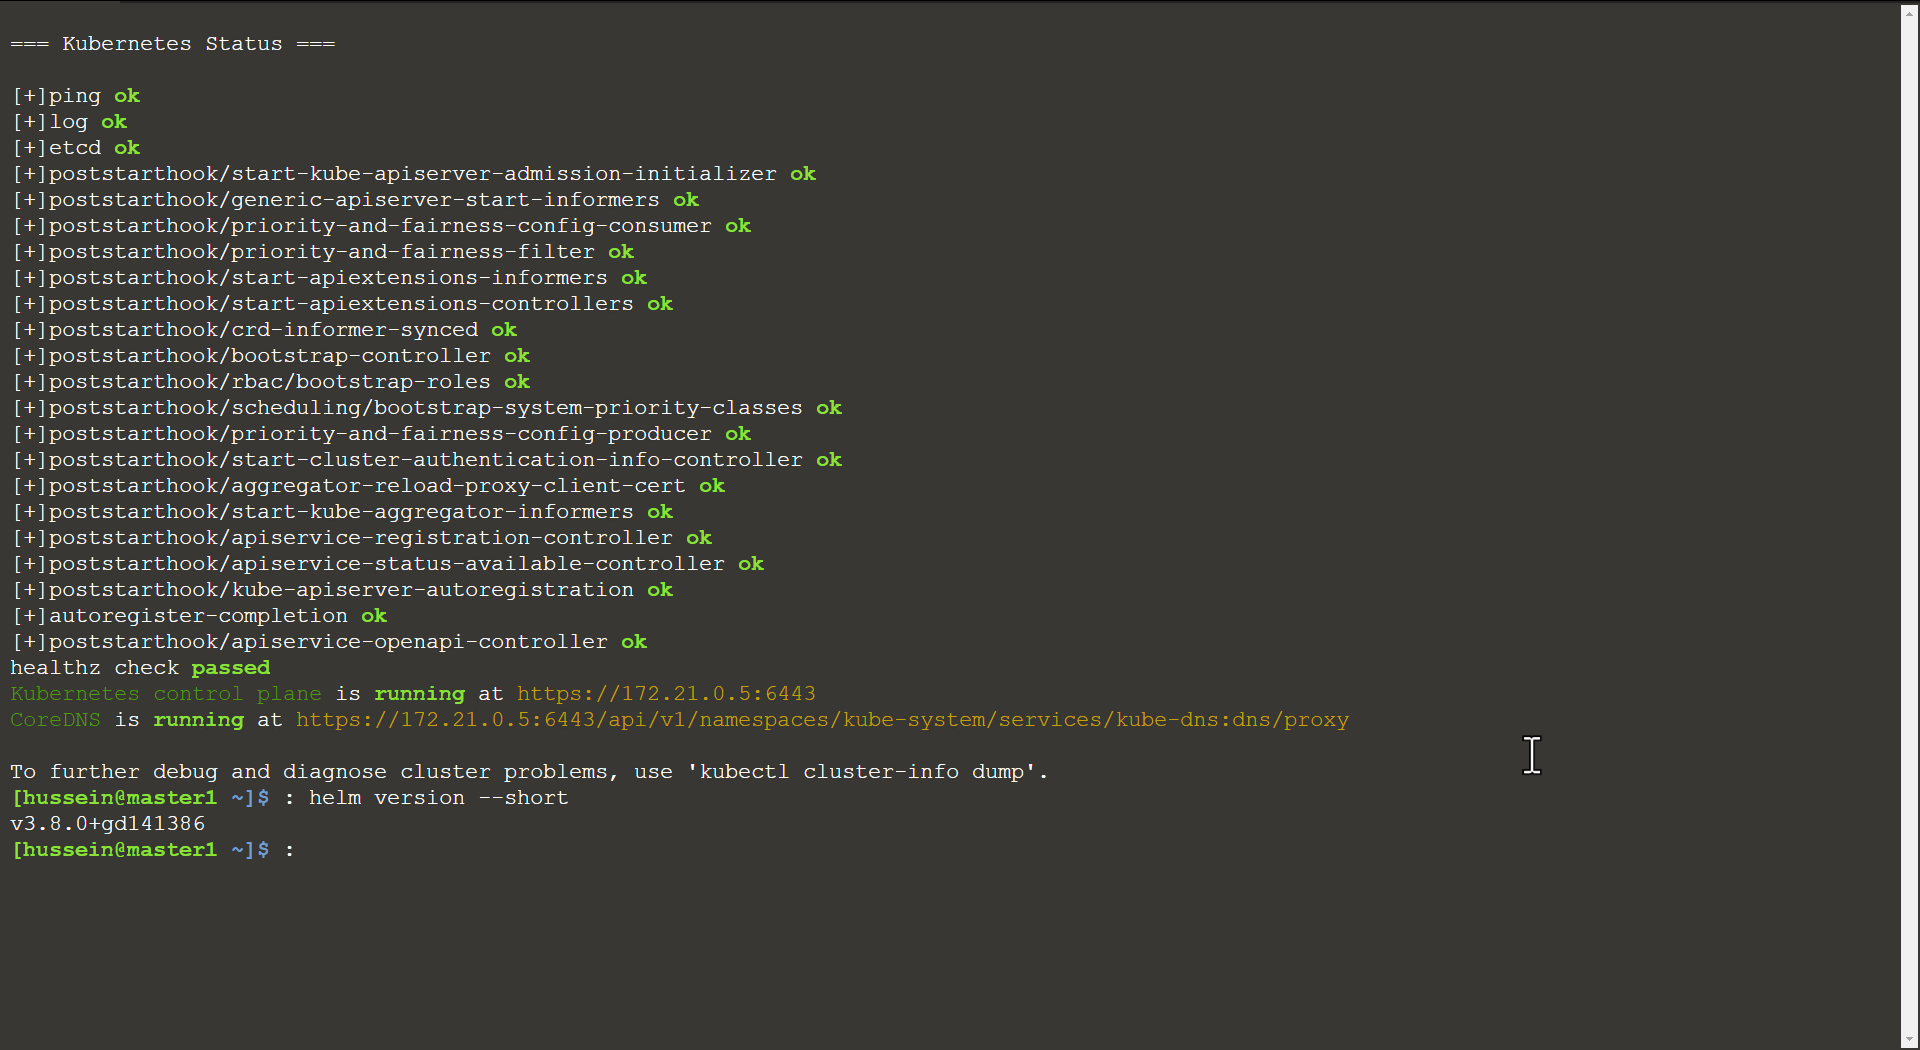 === Kubernetes Status ===
[+]ping ok
[+]log ok
[+]etcd ok
[+]poststarthook/start-kube-apiserver-admission-initializer ok
[+]poststarthook/generic-apiserver-start-informers ok
[+]poststarthook/priority-and-fairness-config-consumer ok
[+]poststarthook/priority-and-fairness-filter ok
[+]poststarthook/start-apiextensions-informers ok
[+]poststarthook/start-apiextensions-controllers ok
[+]poststarthook/crd-informer-synced ok
[+]poststarthook/bootstrap-controller ok
[+]poststarthook/rbac/bootstrap-roles ok
[+]poststarthook/scheduling/bootstrap-system-priority-classes ok
[+]poststarthook/priority-and-fairness-config-producer ok
[+]poststarthook/start-cluster-authentication-info-controller ok
[+]poststarthook/aggregator-reload-proxy-client-cert ok
[+]poststarthook/start-kube-aggregator-informers ok
[+]poststarthook/apiservice-registration-controller ok
[+]poststarthook/apiservice-status-available-controller ok
[+]poststarthook/kube-apiserver-autoregistration ok
[+]autoregister-completion ok
[+]poststarthook/apiservice-openapi-controller ok
healthz check passed
Kubernetes control plane is running at https://172.21.0.5:6443
CoreDNS is running at https://172.21.0.5:6443/api/v1/namespaces/kube-system/services/kube-dns:dns/proxy
To further debug and diagnose cluster problems, use 'kubectl cluster-info dump'.
[hussein@master1 ~]$ : helm version --short
v3.8.0+gd141386
[hussein@master1 ~]$ :